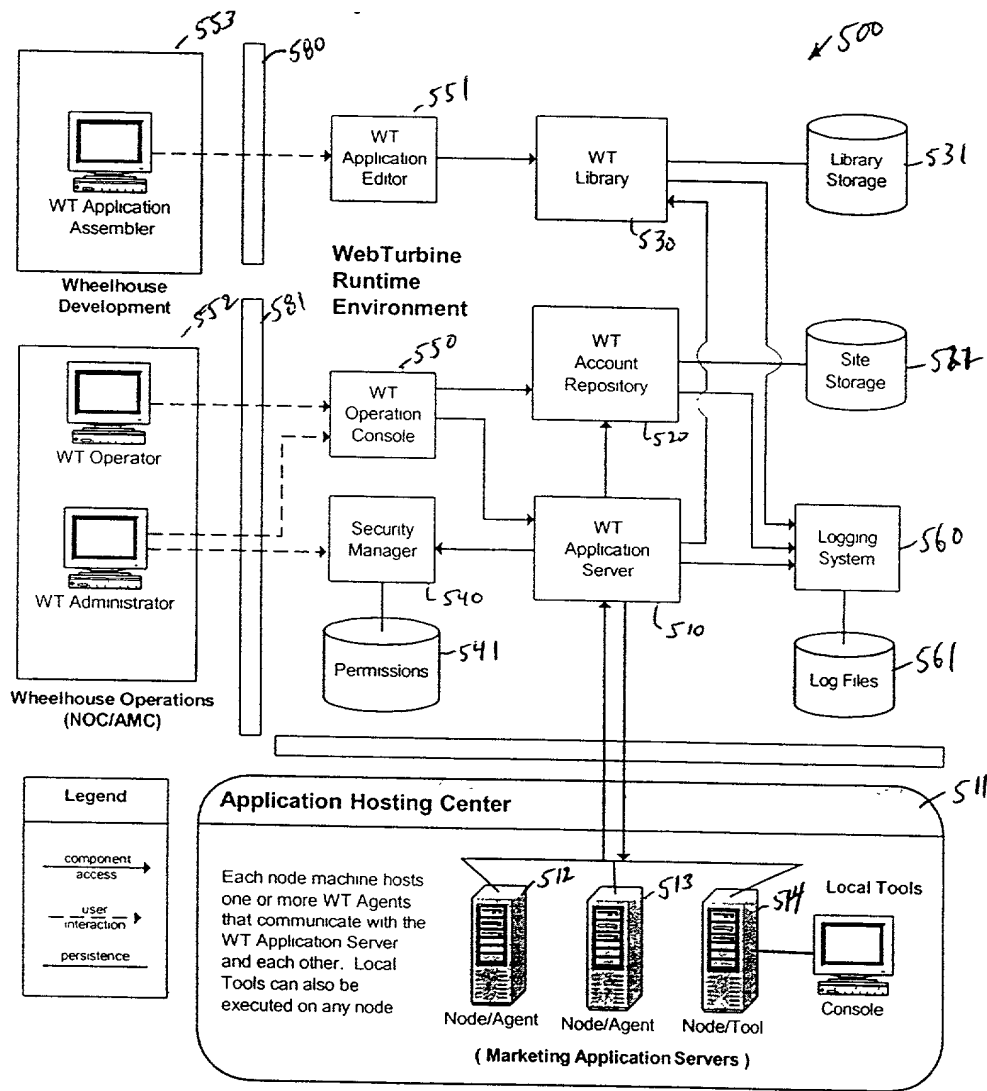 553
580
500
551
WT
Application
Editor
WT
Library
Library
Storage
531
WT Application
Assembler
530
Wheelhouse
Development
WebTurbine
Runtime
Environment
552
581
550
WT
Operation
Console
WT
Account
Repository
Site
Storage
WT Operator
520
Security
Manager
WT
Application
Server
Logging
System
560
WT Administrator
540
510
Permissions
541
Log Files
561
Wheelhouse Operations
(NOC/AMC)
Legend
component
access
user
interaction
persistence
Application Hosting Center
511
Each node machine hosts
one or more WT Agents
that communicate with the
WT Application Server
and each other. Local
Tools can also be
executed on any node
512
513
514
Local Tools
Node/Agent
Node/Agent
Node/Tool
Console
( Marketing Application Servers )